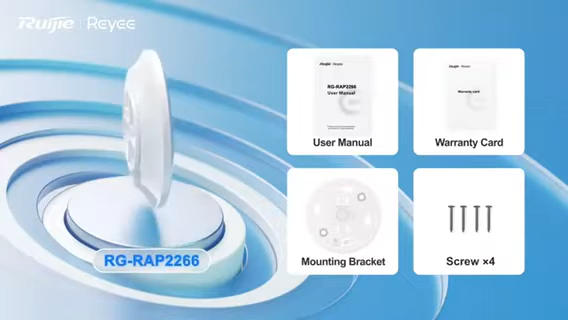 Ruijie | Reyee
Ruijie Reyee
RG-RAP2266
User Manual
User Manual
Ruijie Reyee
Warranty card
Warranty Card
RG-RAP2266
Mounting Bracket
Screw ×4